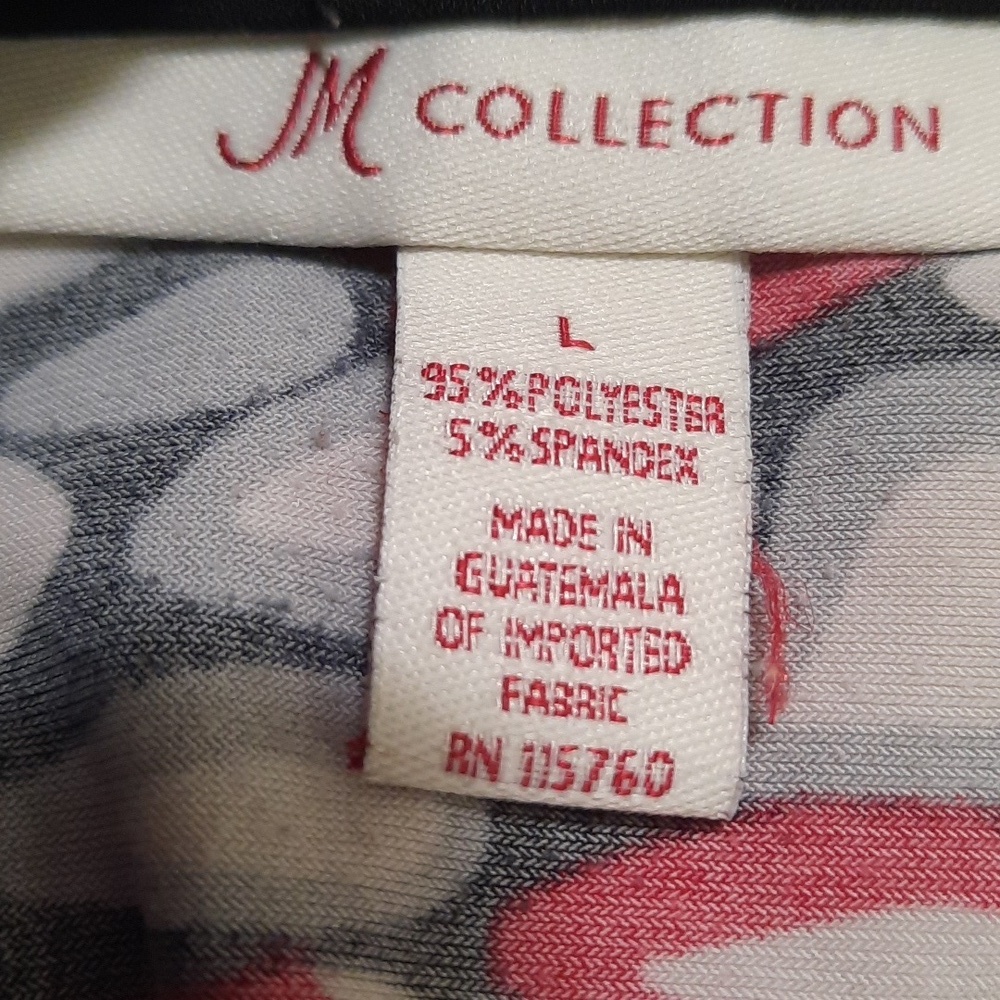 JM COLLECTION
L
95% POLYESTER
5% SPANDEX
MADE IN
GUATEMALA
OF IMPORTED
FABRIC
RN 115760